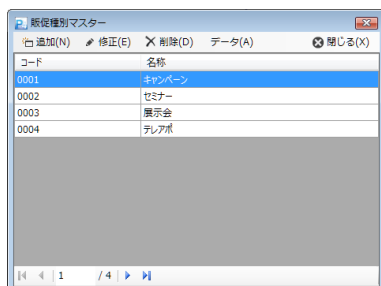 販促種別マスター
追加(N) 修正(E) 削除(D) データ(A) 閉じる(X)
コード 名称
0001 キャンペーン
0002 セミナー
0003 展示会
0004 テレアポ
1 / 4